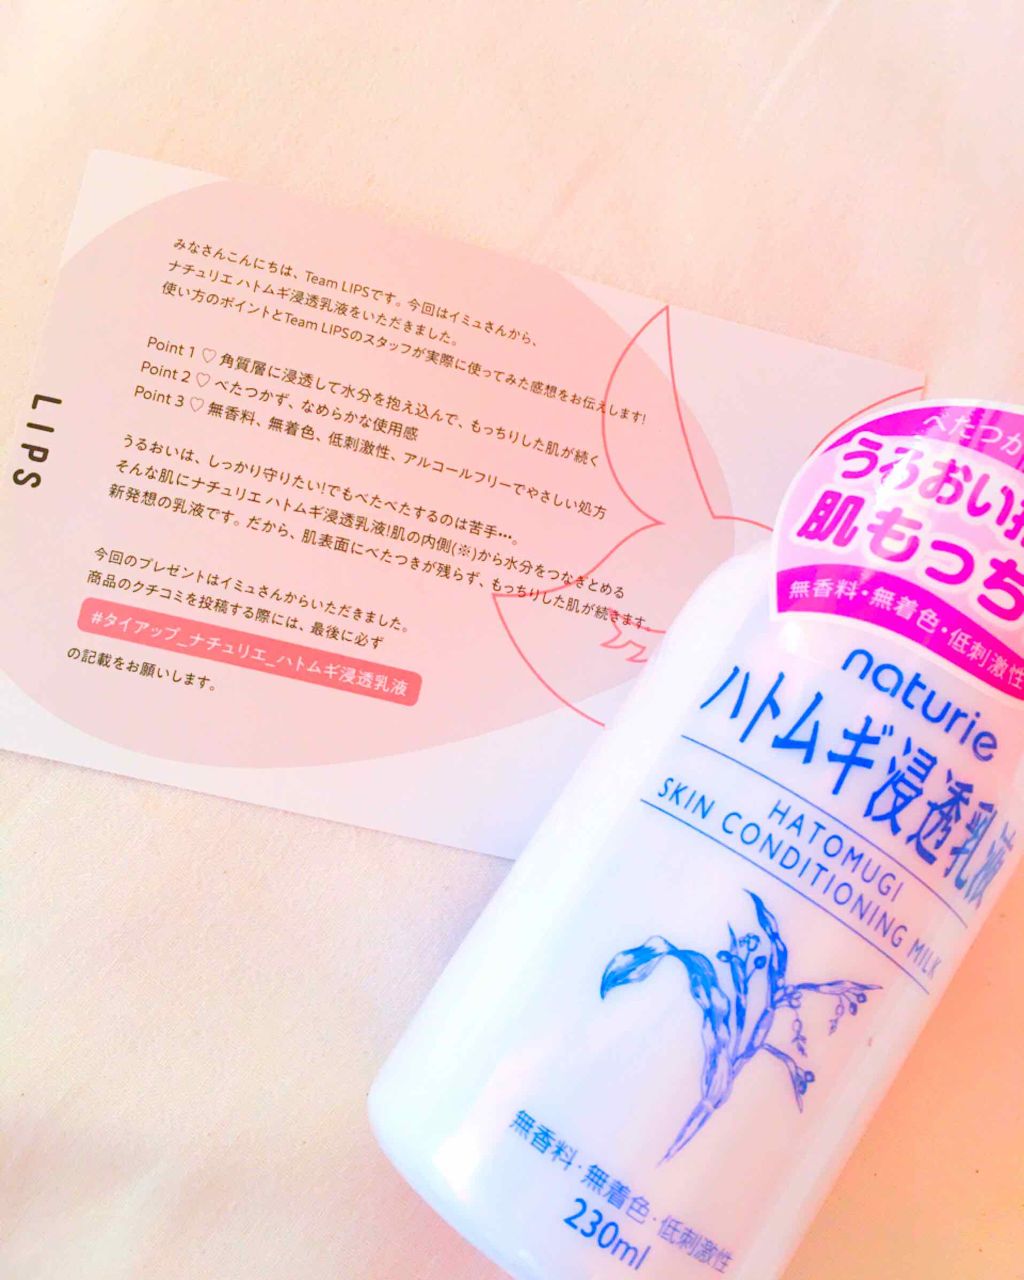 みなさんこんにちは、Team LIPSです。今回はイミュさんから、
ナチュリエ ハトムギ浸透乳液をいただきました。
使い方のポイントとTeam LIPSのスタッフが実際に使ってみた感想をお伝えします!
Point 1 ♡ 角質層に浸透して水分を抱え込んで、もっちりした肌が続く
Point 2 ♡ べたつかず、なめらかな使用感
Point 3 ♡ 無香料、無着色、低刺激性、アルコールフリーでやさしい処方
うるおいは、しっかり守りたい!でもべたべたするのは苦手…。
そんな肌にナチュリエ ハトムギ浸透乳液!肌の内側(※)から水分をつなぎとめる
新発想の乳液です。だから、肌表面にべたつきが残らず、もっちりした肌が続きます。
今回のプレゼントはイミュさんからいただきました。
商品のクチコミを投稿する際には、最後に必ず
#タイアップ_ナチュリエ_ハトムギ浸透乳液
の記載をお願いします。
LIPS
べたつか
うるおい
肌もっち
無香料・無着色・低刺激性
naturie
ハトムギ浸透乳液
HATOMUGI
SKIN CONDITIONING MILK
無香料・無着色・低刺激性
230ml